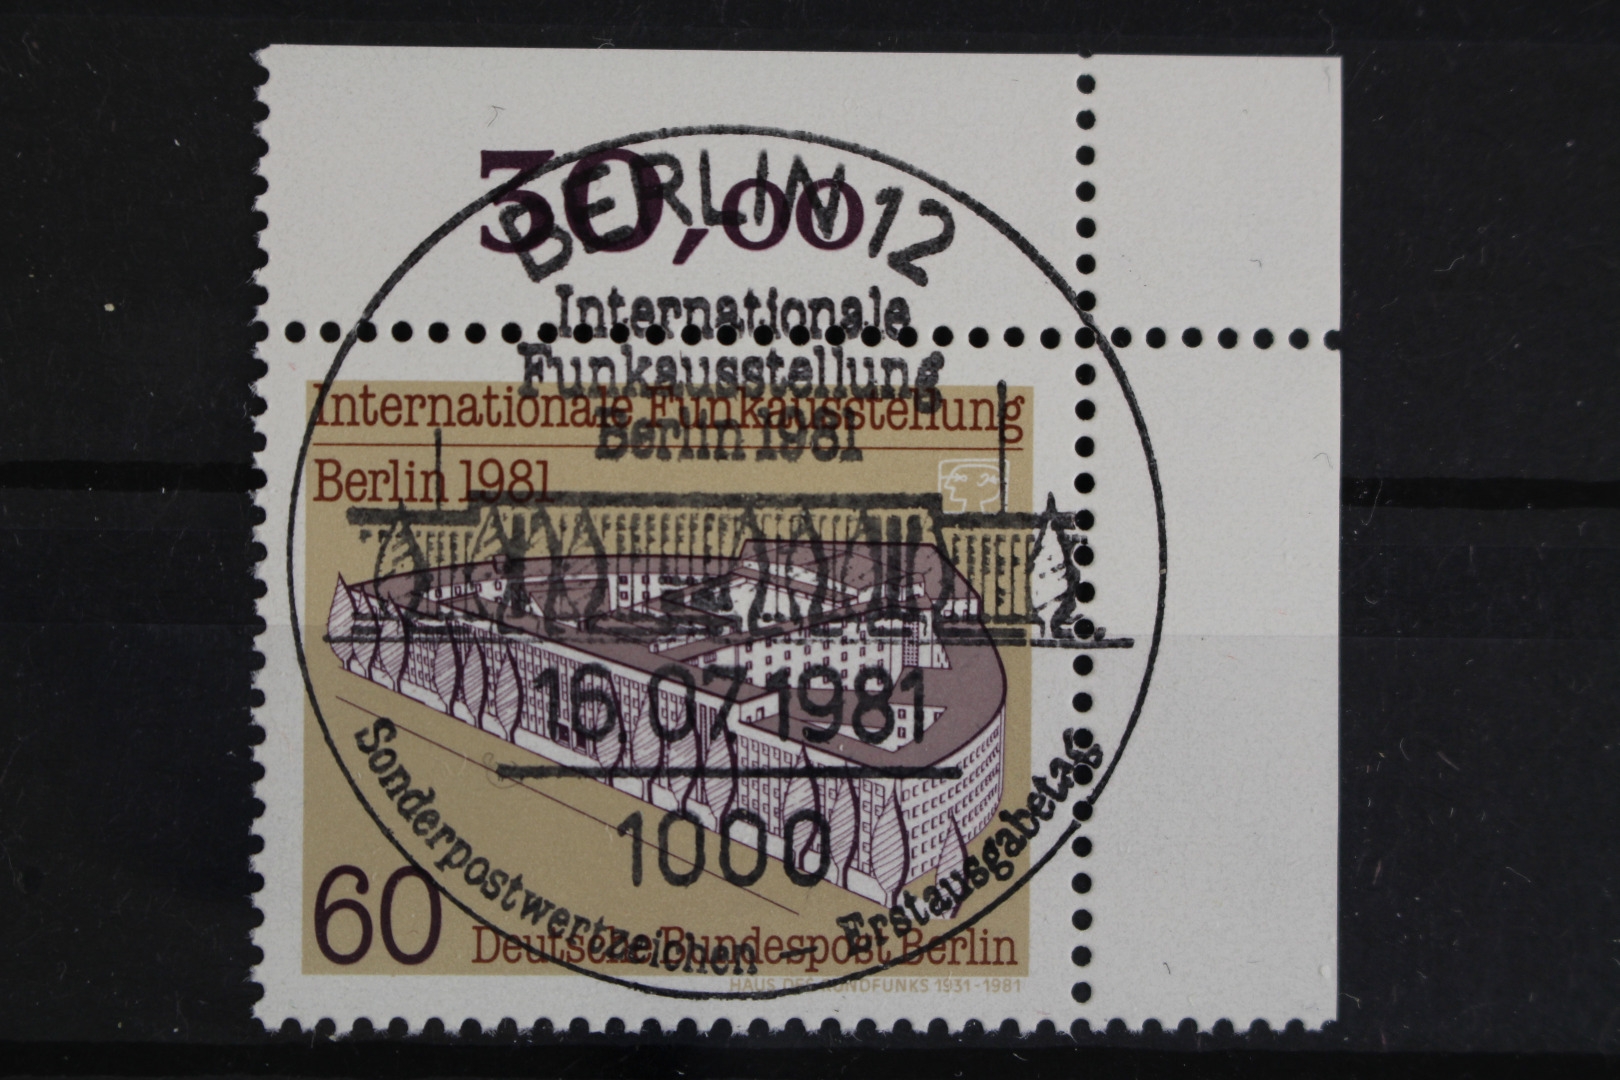 30,00
BERLIN 12
Internationale
Funkausstellung
Berlin 1981
Internationale Funkausstellung
Berlin 1981
16.07.1981
1000
Sonderpostwertzeichen — Erstausgabetag
60
Deutsche Bundespost Berlin
HAUS DES RUNDFUNKS 1931-1981